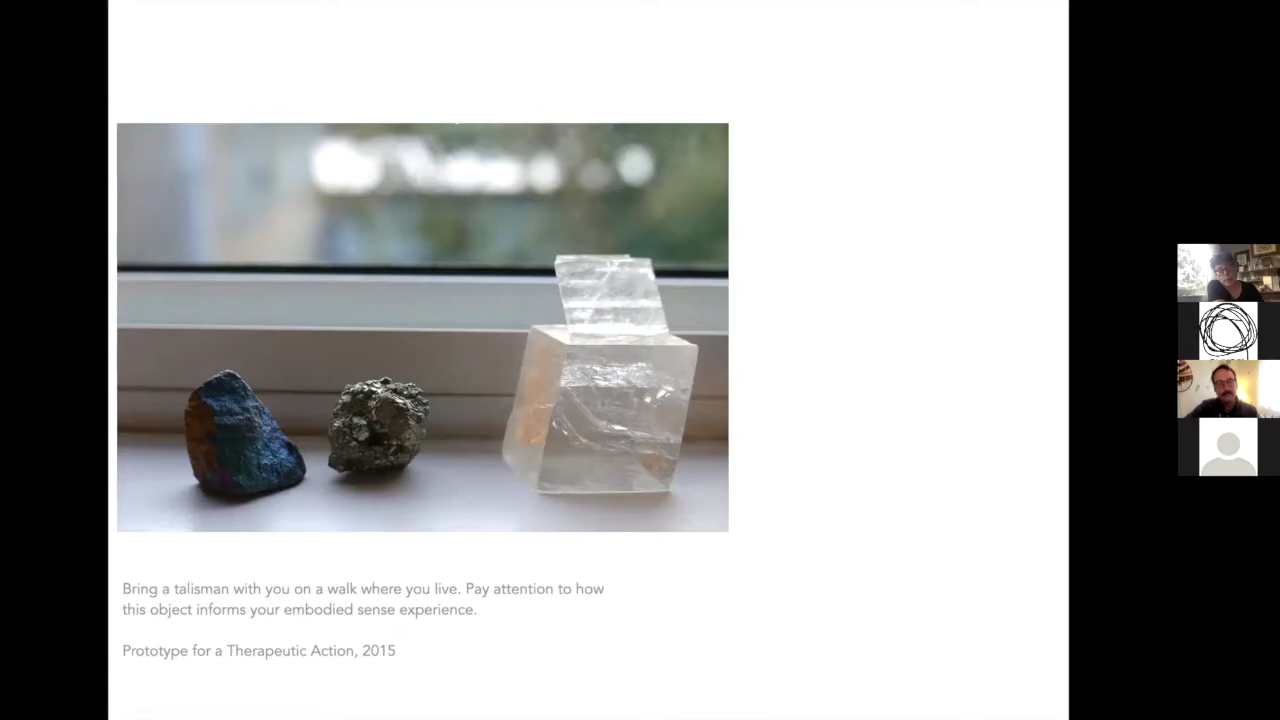 Bring a talisman with you on a walk where you live. Pay attention to how
this object informs your embodied sense experience.
Prototype for a Therapeutic Action, 2015